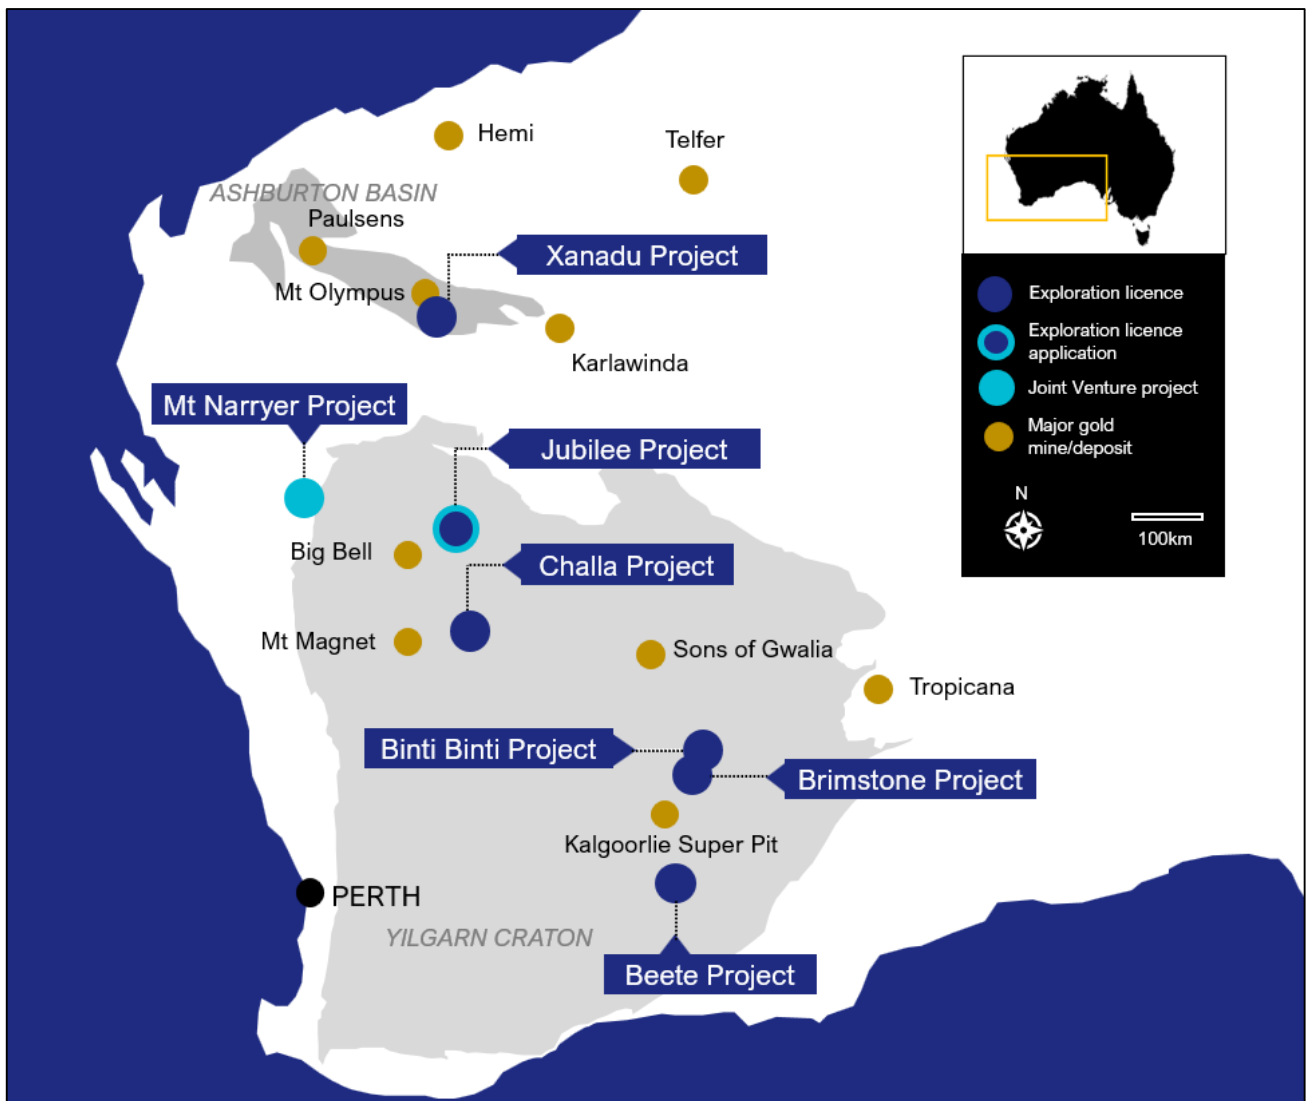 Hemi
Telfer
ASHBURTON BASIN
Paulsens
Xanadu Project
Mt Olympus
Karlawinda
Mt Narryer Project
Jubilee Project
Big Bell
Challa Project
Mt Magnet
Sons of Gwalia
Tropicana
Binti Binti Project
Brimstone Project
Kalgoorlie Super Pit
PERTH
YILGARN CRATON
Beete Project
Exploration licence
Exploration licence
application
Joint Venture project
Major gold
mine/deposit
N
100km